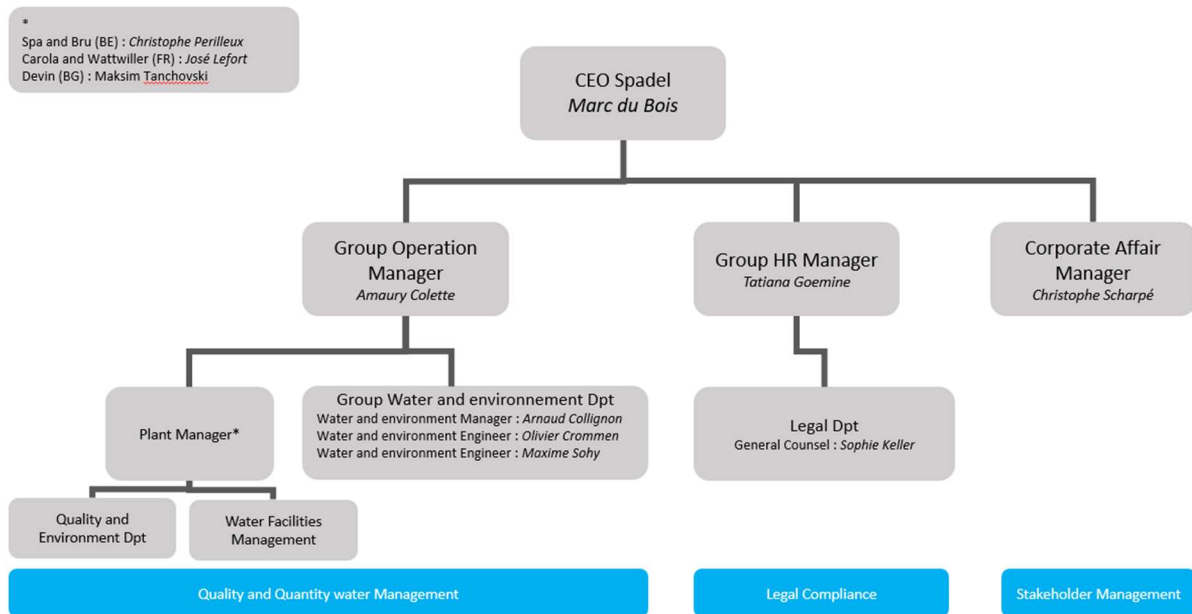 *
Spa and Bru (BE) : Christophe Perilleux
Carola and Wattwiller (FR) : José Lefort
Devin (BG) : Maksim Tanchovski
CEO Spadel
Marc du Bois
Group Operation
Manager
Amaury Colette
Group HR Manager
Tatiana Goemine
Corporate Affair
Manager
Christophe Scharpé
Plant Manager*
Group Water and environnement Dpt
Water and environment Manager : Arnaud Collignon
Water and environment Engineer : Olivier Crommen
Water and environment Engineer : Maxime Sohy
Legal Dpt
General Counsel : Sophie Keller
Quality and
Environment Dpt
Water Facilities
Management
Quality and Quantity water Management
Legal Compliance
Stakeholder Management